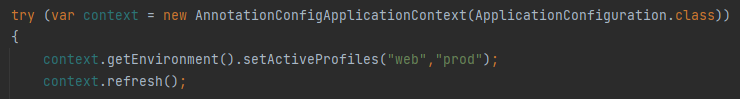 try (var context = new AnnotationConfigApplicationContext(ApplicationConfiguration.class))
{
context.getEnvironment().setActiveProfiles("web","prod");
context.refresh();